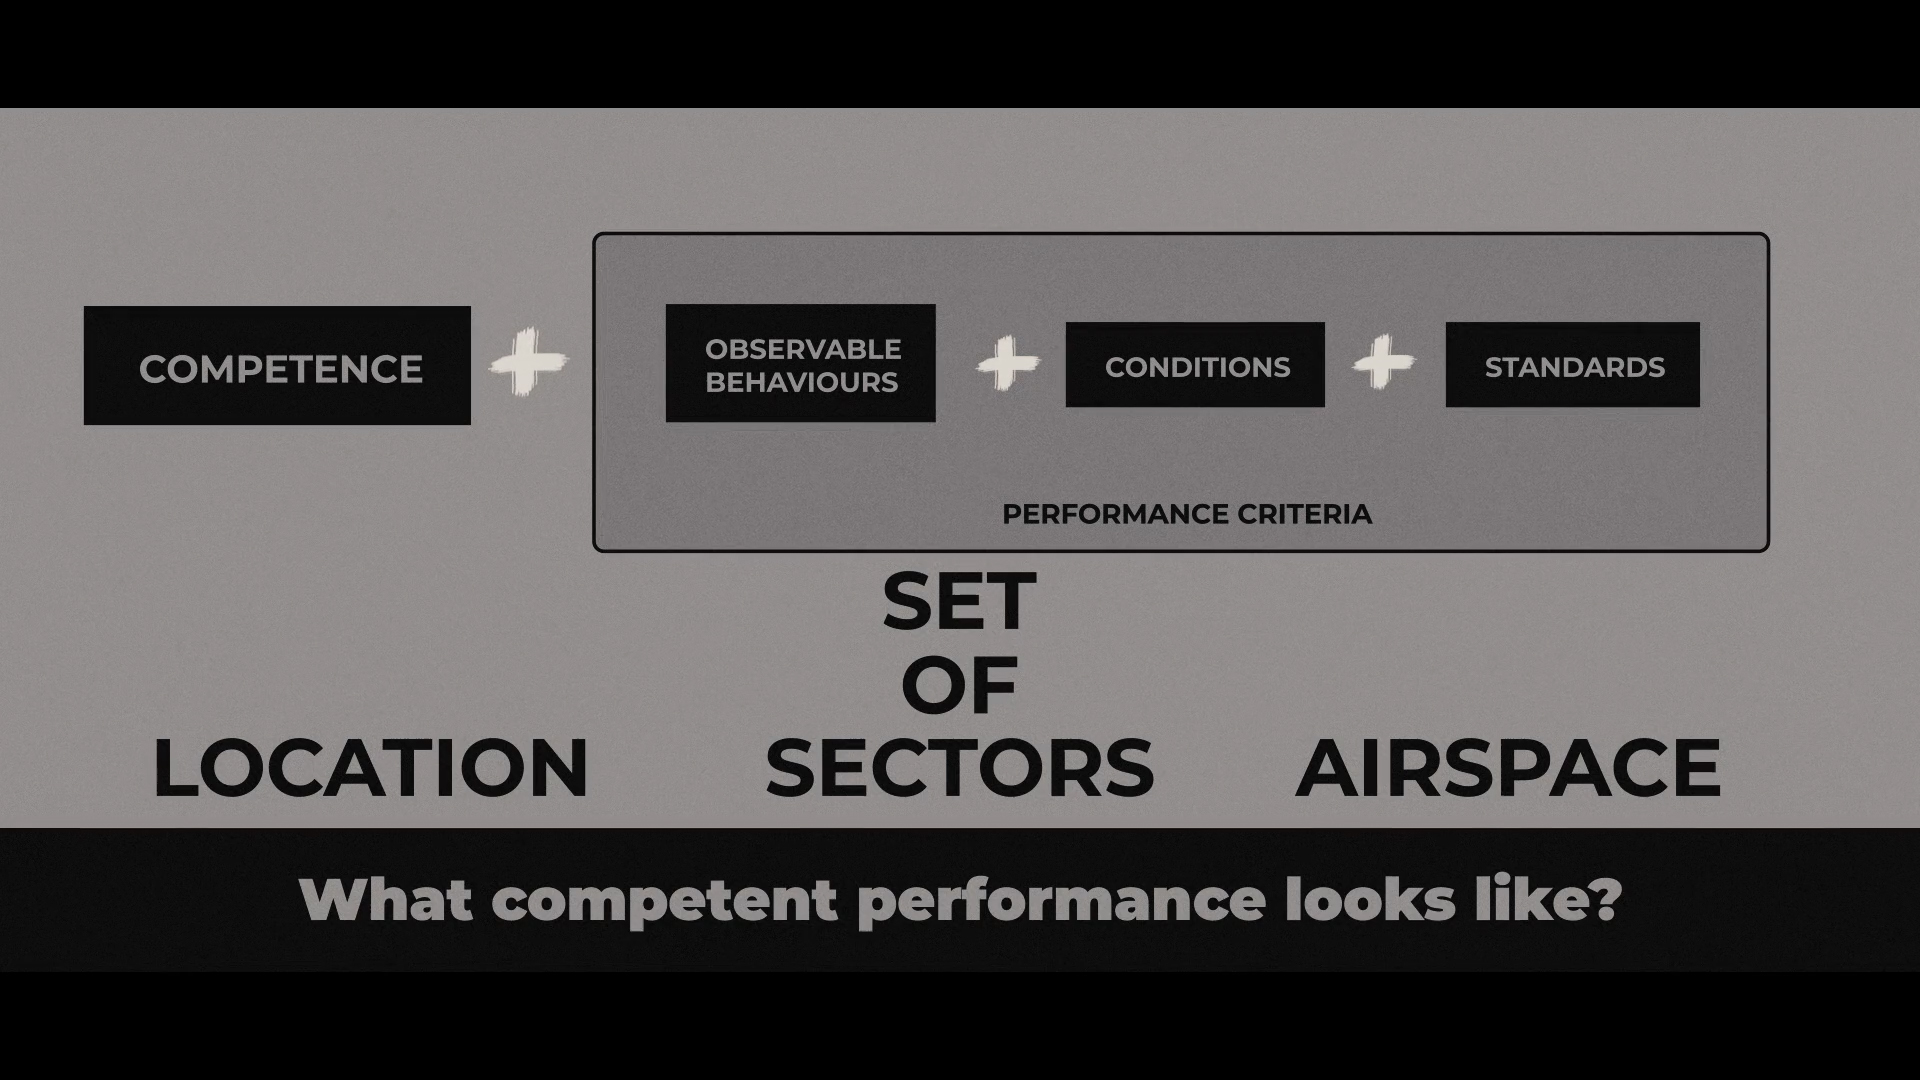 COMPETENCE
OBSERVABLE
BEHAVIOURS
CONDITIONS
STANDARDS
PERFORMANCE CRITERIA
SET
OF
LOCATION SECTORS AIRSPACE
What competent performance looks like?